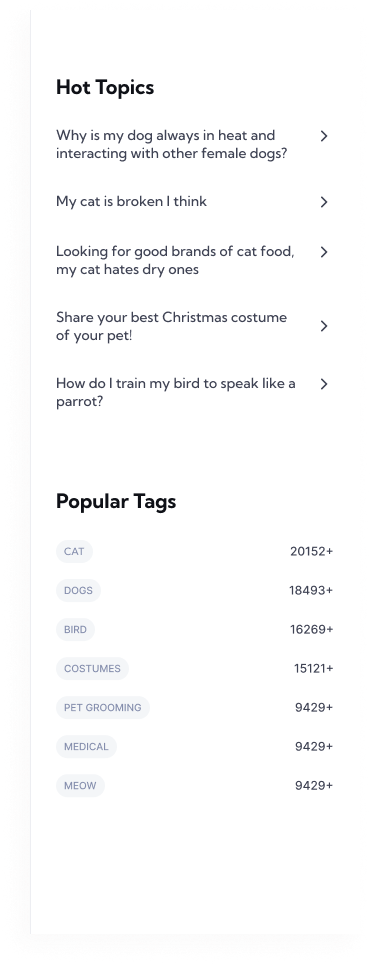 Hot Topics
Why is my dog always in heat and
interacting with other female dogs?
My cat is broken I think
Looking for good brands of cat food,
my cat hates dry ones
Share your best Christmas costume
of your pet!
How do I train my bird to speak like a
parrot?
Popular Tags
CAT 20152+
DOGS 18493+
BIRD 16269+
COSTUMES 15121+
PET GROOMING 9429+
MEDICAL 9429+
MEOW 9429+